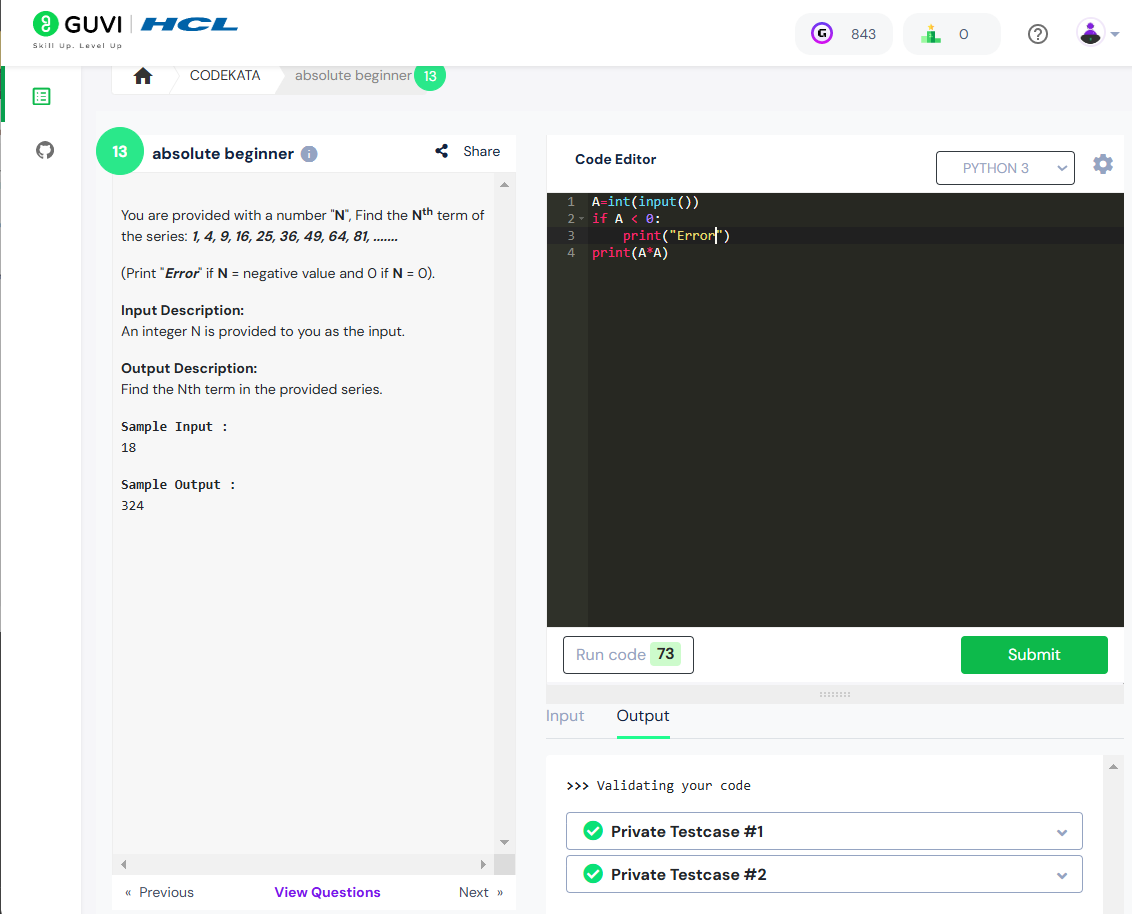 GUVI HCL
Skill Up. Level Up
843
0
CODEKATA
absolute beginner 13
13 absolute beginner
Share
You are provided with a number "N", Find the Nth term of
the series: 1, 4, 9, 16, 25, 36, 49, 64, 81, .......
(Print "Error" if N = negative value and 0 if N = 0).
Input Description:
An integer N is provided to you as the input.
Output Description:
Find the Nth term in the provided series.
Sample Input :
18
Sample Output :
324
« Previous
View Questions
Next »
Code Editor
PYTHON 3
1 A=int(input())
2 if A < 0:
3     print("Error")
4 print(A*A)
Run code 73
Submit
Input
Output
>>> Validating your code
Private Testcase #1
Private Testcase #2